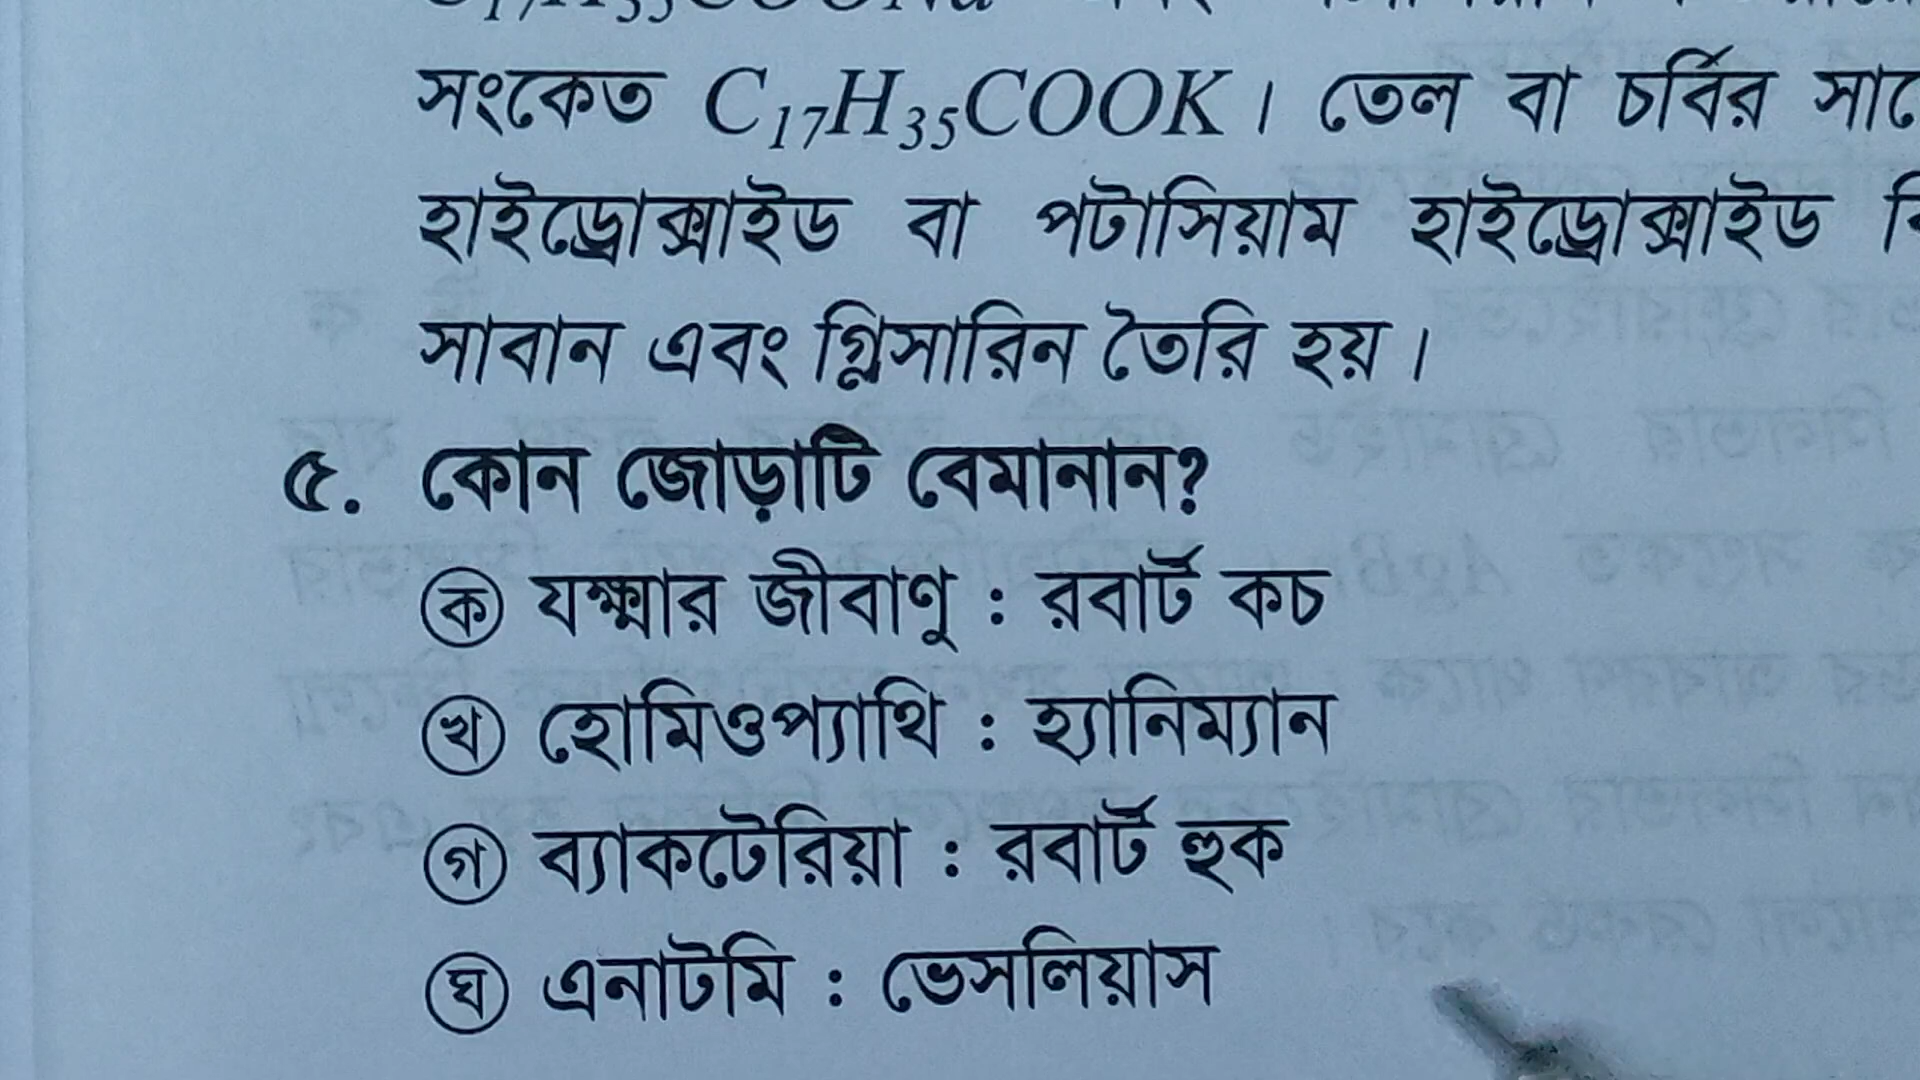 সংকেত C₁₇H₃₅COOK। তেল বা চর্বির
হাইড্রোক্সাইড বা পটাসিয়াম হাইড্রোক্সাইড
সাবান এবং গ্লিসারিন তৈরি হয়।
৫. কোন জোড়াটি বেমানান?
ক যক্ষ্মার জীবাণু : রবার্ট কচ
খ হোমিওপ্যাথি : হ্যানিম্যান
গ ব্যাকটেরিয়া : রবার্ট হুক
ঘ এনাটমি : ভেসলিয়াস